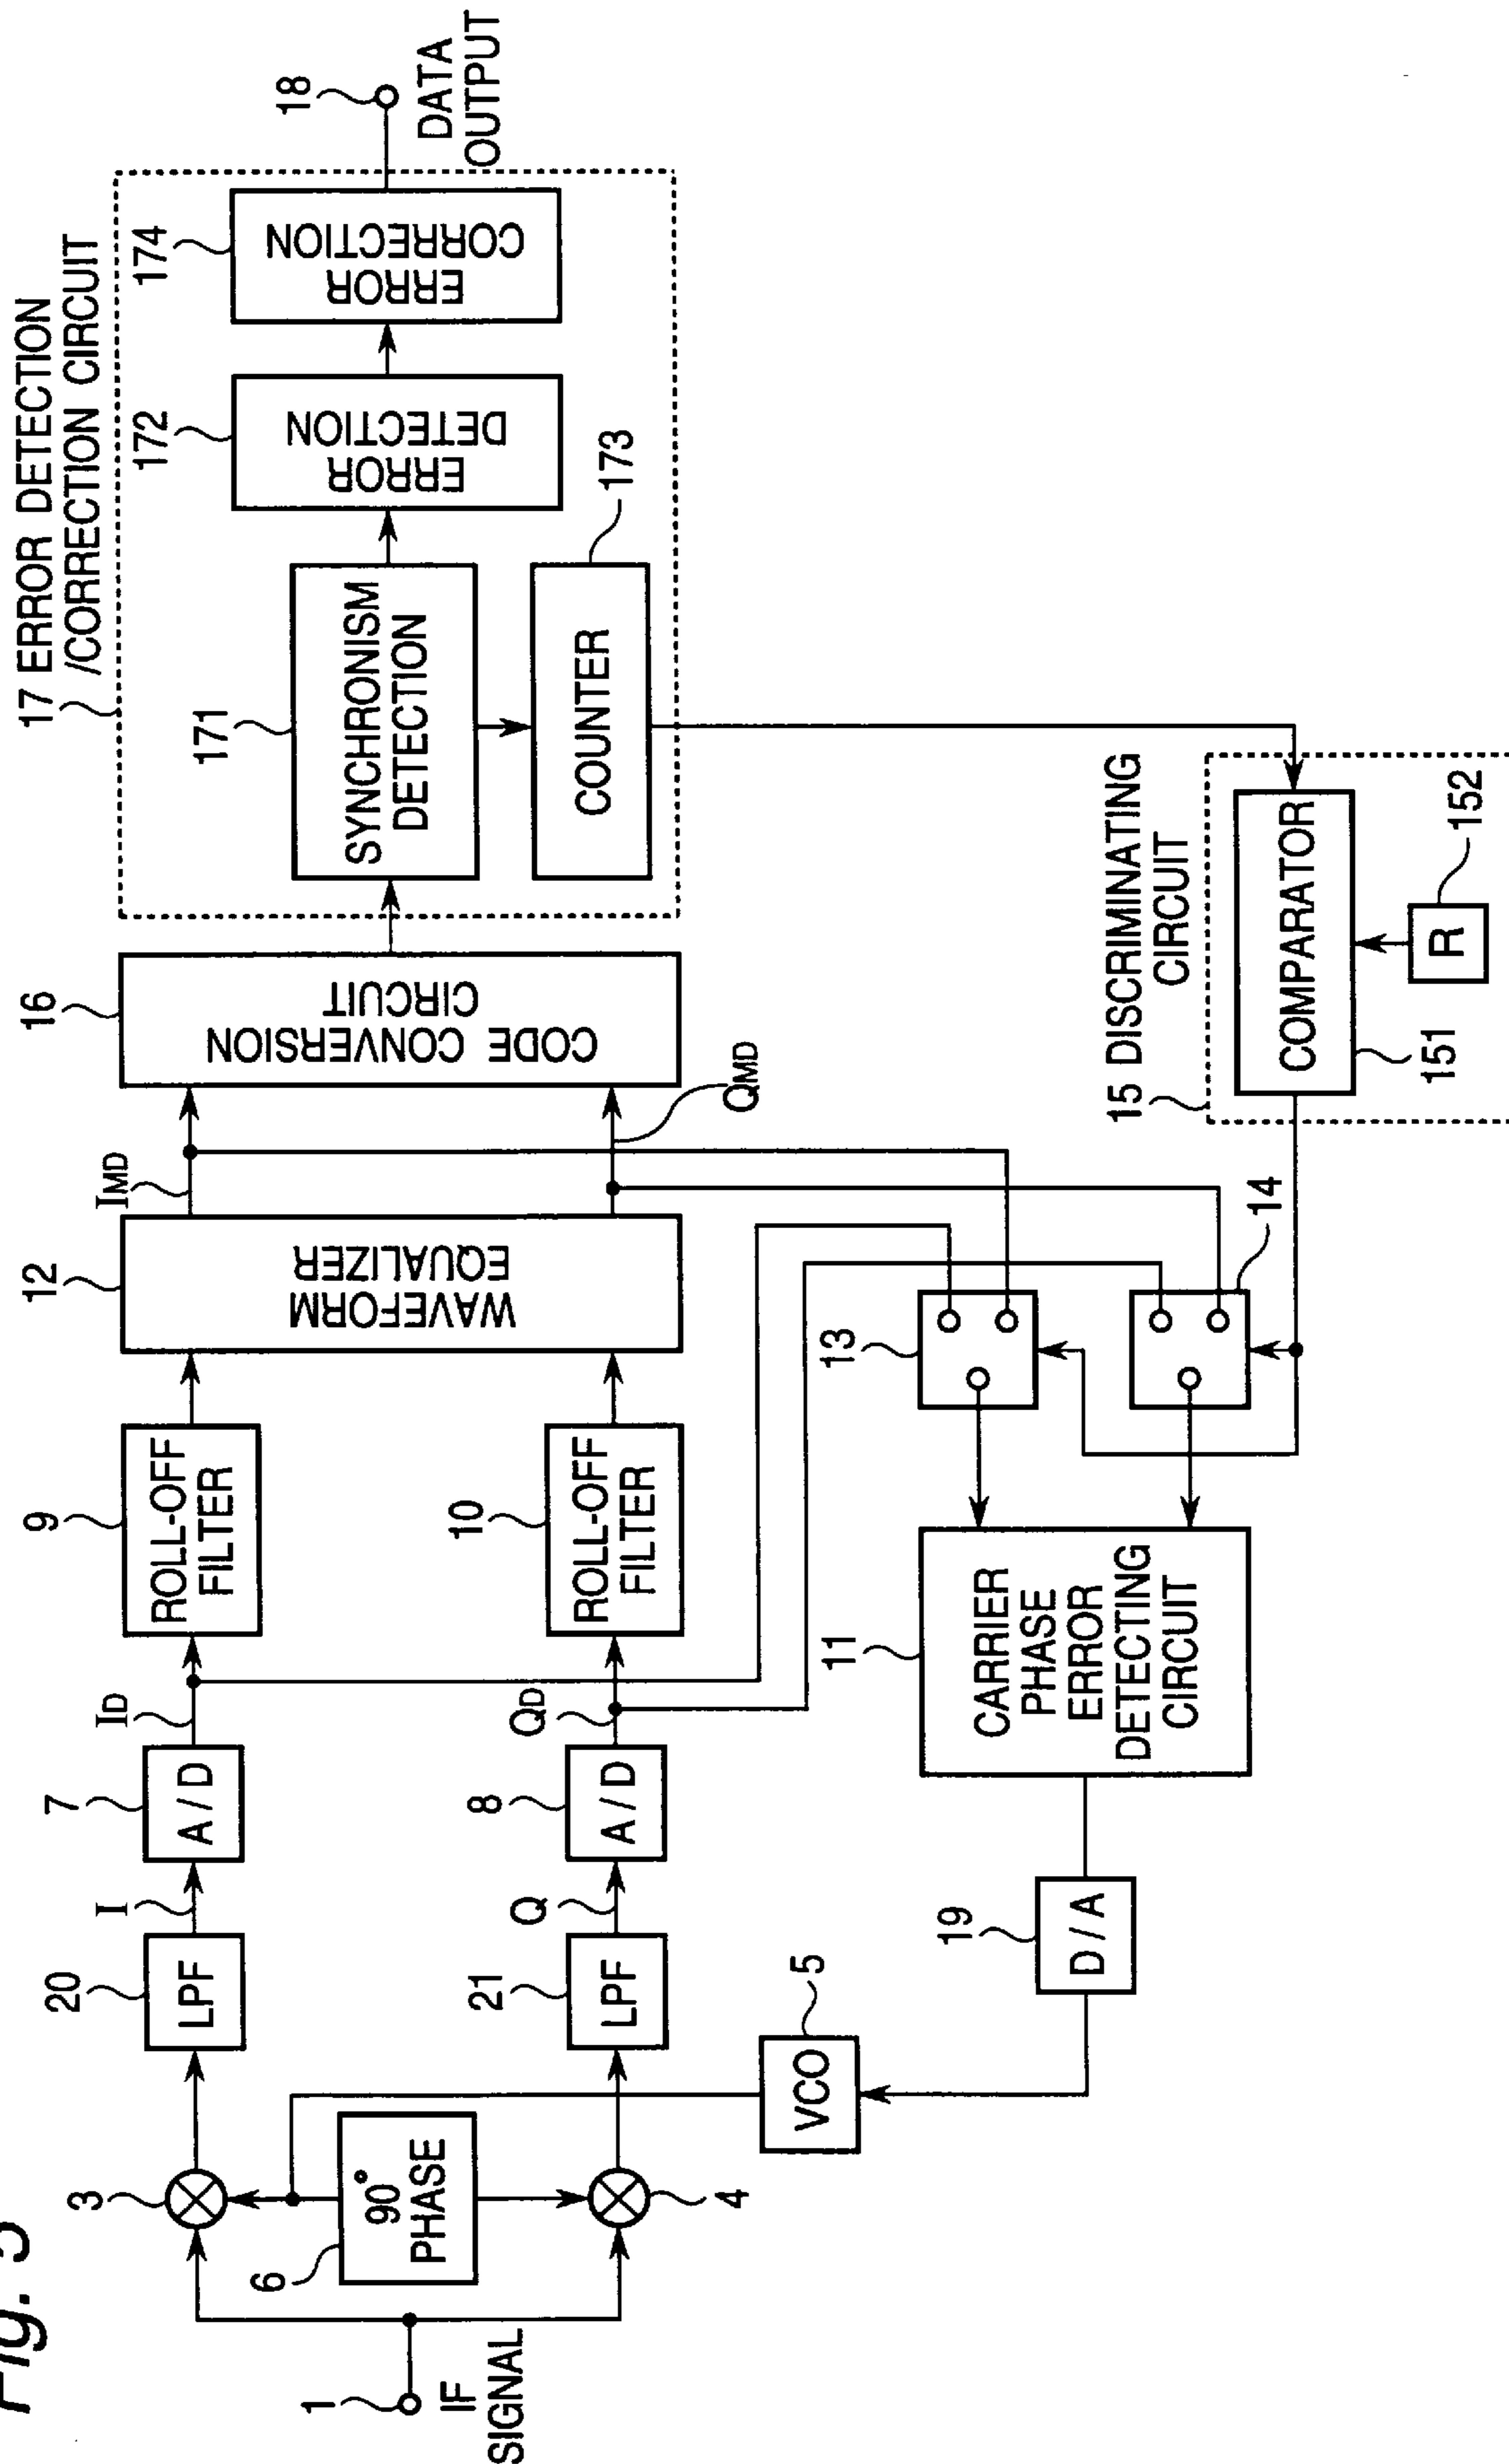 Fig. 5
17 ERROR DETECTION
/CORRECTION CIRCUIT
1
IF
SIGNAL
3
6
90°
PHASE
4
20
LPF
I
21
LPF
Q
7
A/D
ID
8
A/D
QD
9
ROLL-OFF
FILTER
10
ROLL-OFF
FILTER
12
WAVEFORM
EQUALIZER
IMD
QMD
16
CODE CONVERSION
CIRCUIT
171
SYNCHRONISM
DETECTION
172
ERROR
DETECTION
174
ERROR
CORRECTION
18
DATA
OUTPUT
COUNTER
173
5
VCO
19
D/A
11
CARRIER
PHASE
ERROR
DETECTING
CIRCUIT
13
14
15 DISCRIMINATING
CIRCUIT
COMPARATOR
151
R
152